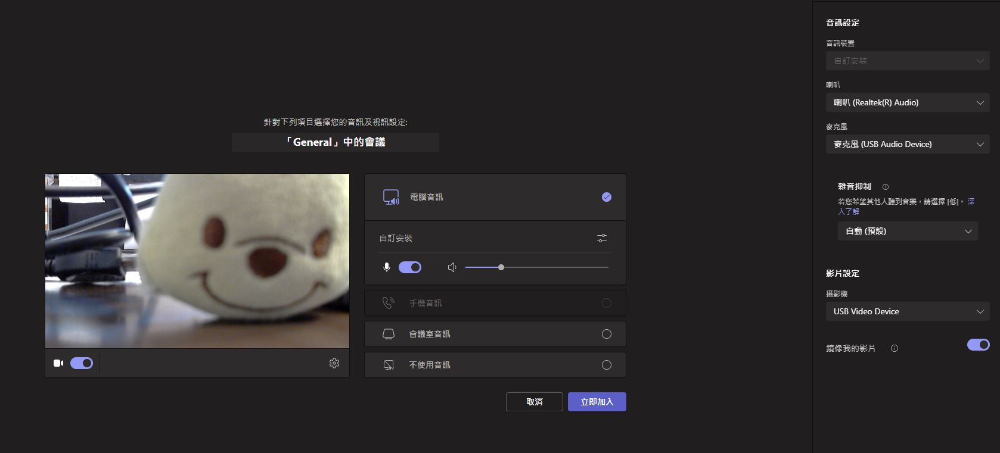 針對下列項目選擇您的音訊及視訊設定:
「General」中的會議
電腦音訊
自訂安裝
手機音訊
會議室音訊
不使用音訊
取消
立即加入
音訊設定
音訊裝置
自訂安裝
喇叭
喇叭 (Realtek(R) Audio)
麥克風
麥克風 (USB Audio Device)
雜音抑制
若您希望其他人聽到音樂，請選擇 [低]。 深
入了解
自動 (預設)
影片設定
攝影機
USB Video Device
鏡像我的影片